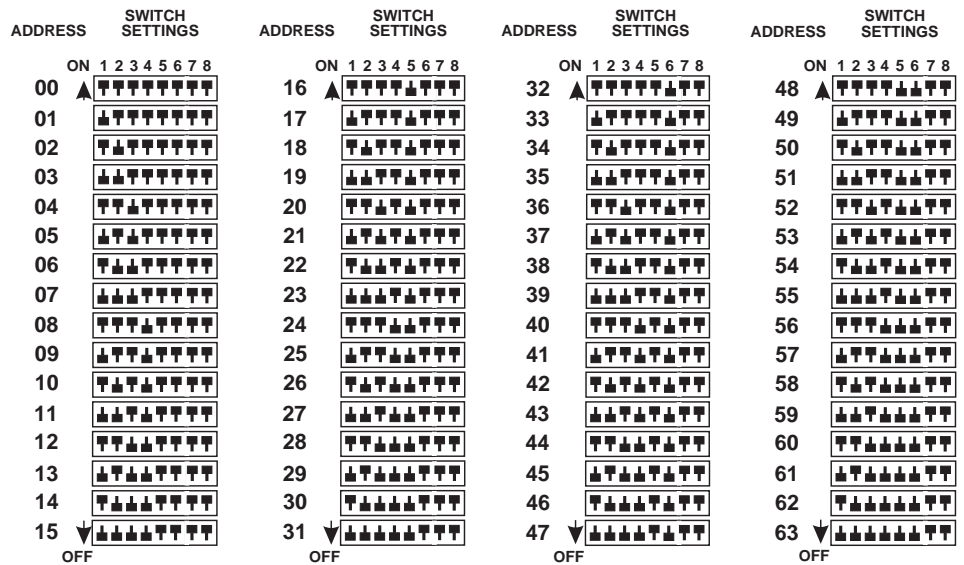 ADDRESS SWITCH SETTINGS ADDRESS SWITCH SETTINGS ADDRESS SWITCH SETTINGS ADDRESS SWITCH SETTINGS
ON 1 2 3 4 5 6 7 8 ON 1 2 3 4 5 6 7 8 ON 1 2 3 4 5 6 7 8 ON 1 2 3 4 5 6 7 8
00 16 32 48
01 17 33 49
02 18 34 50
03 19 35 51
04 20 36 52
05 21 37 53
06 22 38 54
07 23 39 55
08 24 40 56
09 25 41 57
10 26 42 58
11 27 43 59
12 28 44 60
13 29 45 61
14 30 46 62
15 31 47 63
OFF OFF OFF OFF